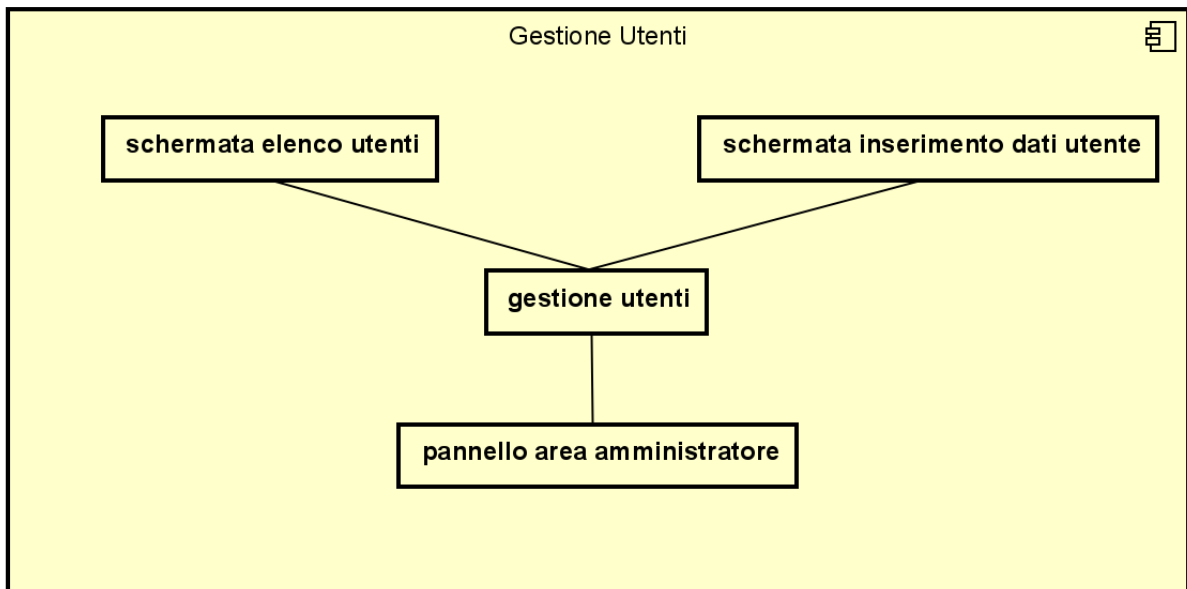 Gestione Utenti
schermata elenco utenti
schermata inserimento dati utente
gestione utenti
pannello area amministratore